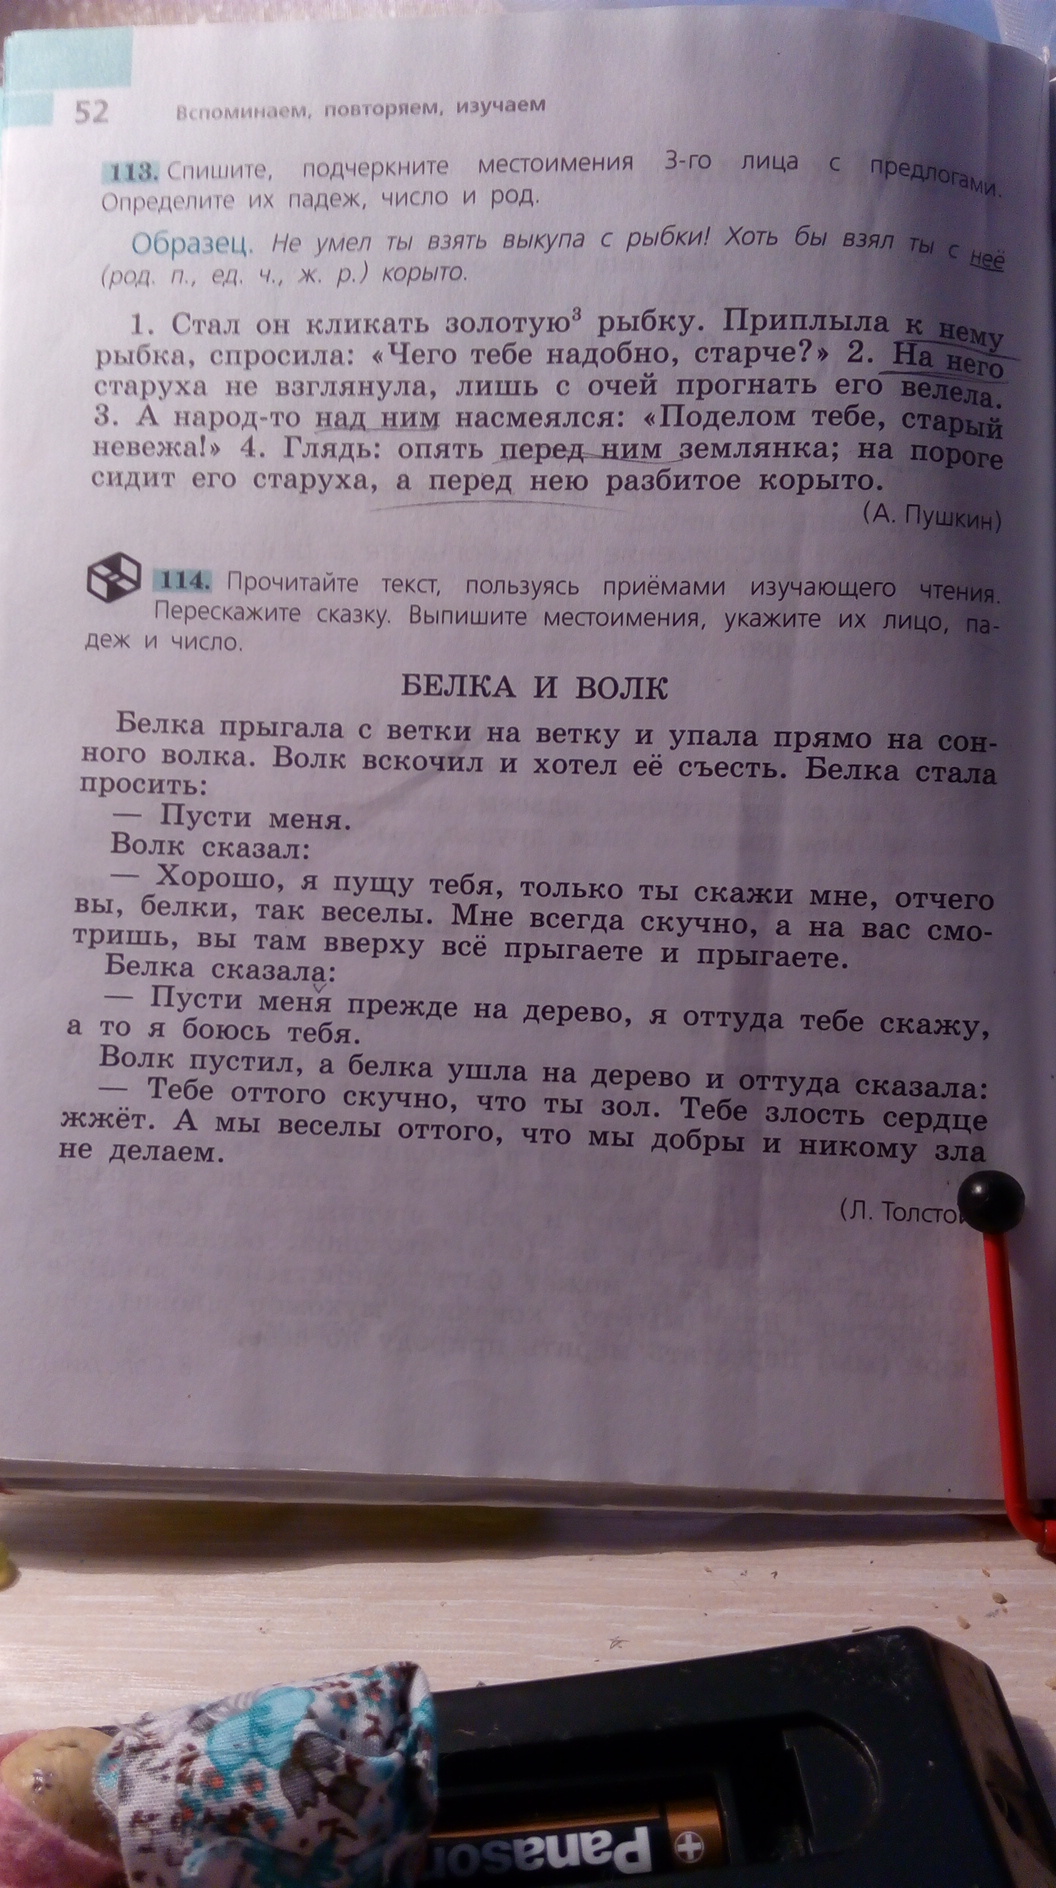 52 Вспоминаем, повторяем, изучаем
113. Спишите, подчеркните местоимения 3-го лица с предлогами.
Определите их падеж, число и род.
Образец. Не умел ты взять выкупа с рыбки! Хоть бы взял ты с неё
(род. п., ед. ч., ж. р.) корыто.
1. Стал он кликать золотую³ рыбку. Приплыла к нему
рыбка, спросила: «Чего тебе надобно, старче?» 2. На него
старуха не взглянула, лишь с очей прогнать его велела.
3. А народ-то над ним насмеялся: «Поделом тебе, старый
невежа!» 4. Глядь: опять перед ним землянка; на пороге
сидит его старуха, а перед нею разбитое корыто.
(А. Пушкин)
114. Прочитайте текст, пользуясь приёмами изучающего чтения.
Перескажите сказку. Выпишите местоимения, укажите их лицо, па-
деж и число.
БЕЛКА И ВОЛК
Белка прыгала с ветки на ветку и упала прямо на сон-
ного волка. Волк вскочил и хотел её съесть. Белка стала
просить:
— Пусти меня.
Волк сказал:
— Хорошо, я пущу тебя, только ты скажи мне, отчего
вы, белки, так веселы. Мне всегда скучно, а на вас смо-
тришь, вы там вверху всё прыгаете и прыгаете.
Белка сказала:
— Пусти меня прежде на дерево, я оттуда тебе скажу,
а то я боюсь тебя.
Волк пустил, а белка ушла на дерево и оттуда сказала:
— Тебе оттого скучно, что ты зол. Тебе злость сердце
жжёт. А мы веселы оттого, что мы добры и никому зла
не делаем.
(Л. Толстой
Panasonic